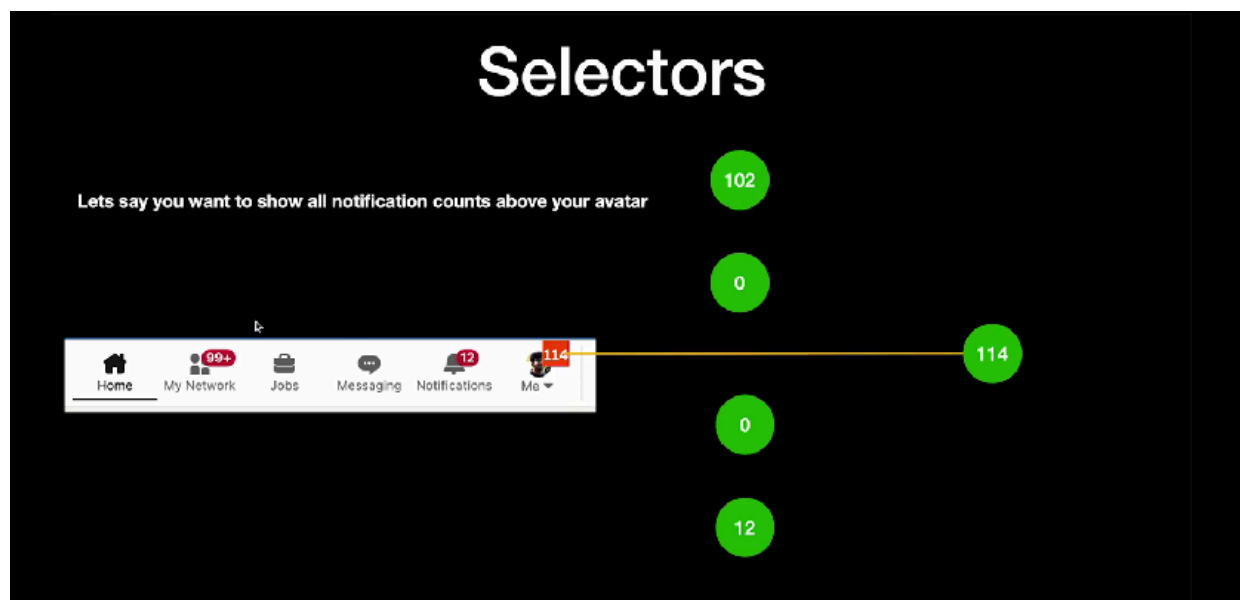 Selectors
102
Lets say you want to show all notification counts above your avatar
0
99+ 12 114
114
Home My Network Jobs Messaging Notifications Me
0
12